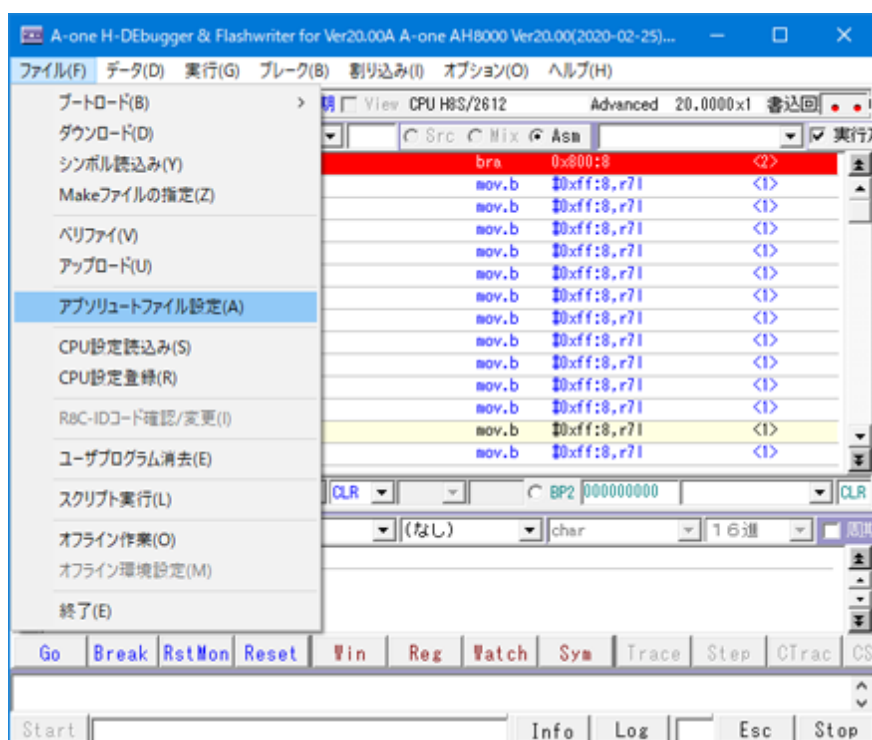 A-one H-DEbugger & Flashwriter for Ver20.00A A-one AH8000 Ver20.00(2020-02-25)...
ファイル(F) データ(D) 実行(G) ブレーク(B) 割り込み(I) オプション(O) ヘルプ(H)
ブートロード(B)
ダウンロード(D)
シンボル読込み(Y)
Makeファイルの指定(Z)
ベリファイ(V)
アップロード(U)
アブソリュートファイル設定(A)
CPU設定読込み(S)
CPU設定登録(R)
R8C-IDコード確認/変更(I)
ユーザプログラム消去(E)
スクリプト実行(L)
オフライン作業(O)
オフライン環境設定(M)
終了(E)
期 View CPU H8S/2612 Advanced 20.0000x1 書込回
Src Mix Asm 実行
bra 0x800:8 <2>
mov.b #0xff:8,r7l <1>
mov.b #0xff:8,r7l <1>
mov.b #0xff:8,r7l <1>
mov.b #0xff:8,r7l <1>
mov.b #0xff:8,r7l <1>
mov.b #0xff:8,r7l <1>
mov.b #0xff:8,r7l <1>
mov.b #0xff:8,r7l <1>
mov.b #0xff:8,r7l <1>
mov.b #0xff:8,r7l <1>
mov.b #0xff:8,r7l <1>
mov.b #0xff:8,r7l <1>
mov.b #0xff:8,r7l <1>
CLR BP2 000000000 CLR
(なし) char 16進 周期
Go Break RstMon Reset Win Reg Watch Sym Trace Step CTrac CS
Start Info Log Esc Stop